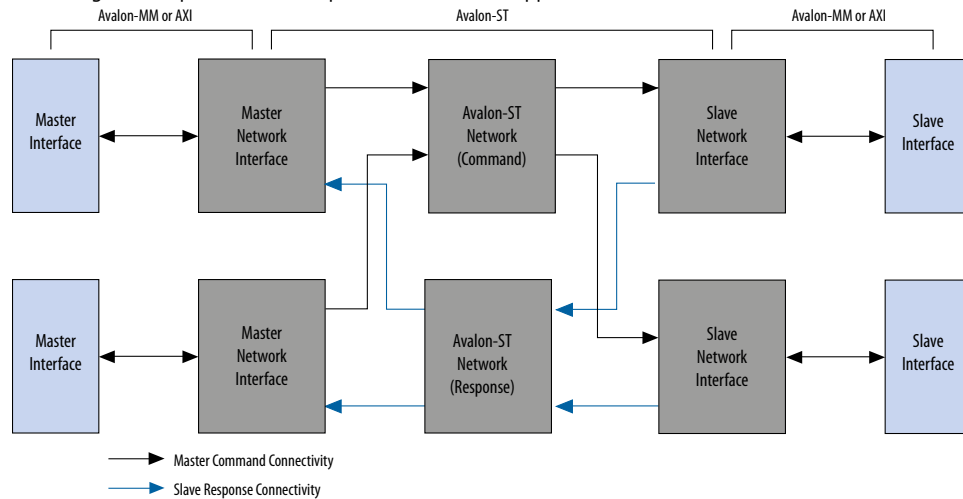 Avalon-MM or AXI
Avalon-ST
Avalon-MM or AXI
Master
Interface
Master
Network
Interface
Avalon-ST
Network
(Command)
Slave
Network
Interface
Slave
Interface
Master
Interface
Master
Network
Interface
Avalon-ST
Network
(Response)
Slave
Network
Interface
Slave
Interface
Master Command Connectivity
Slave Response Connectivity